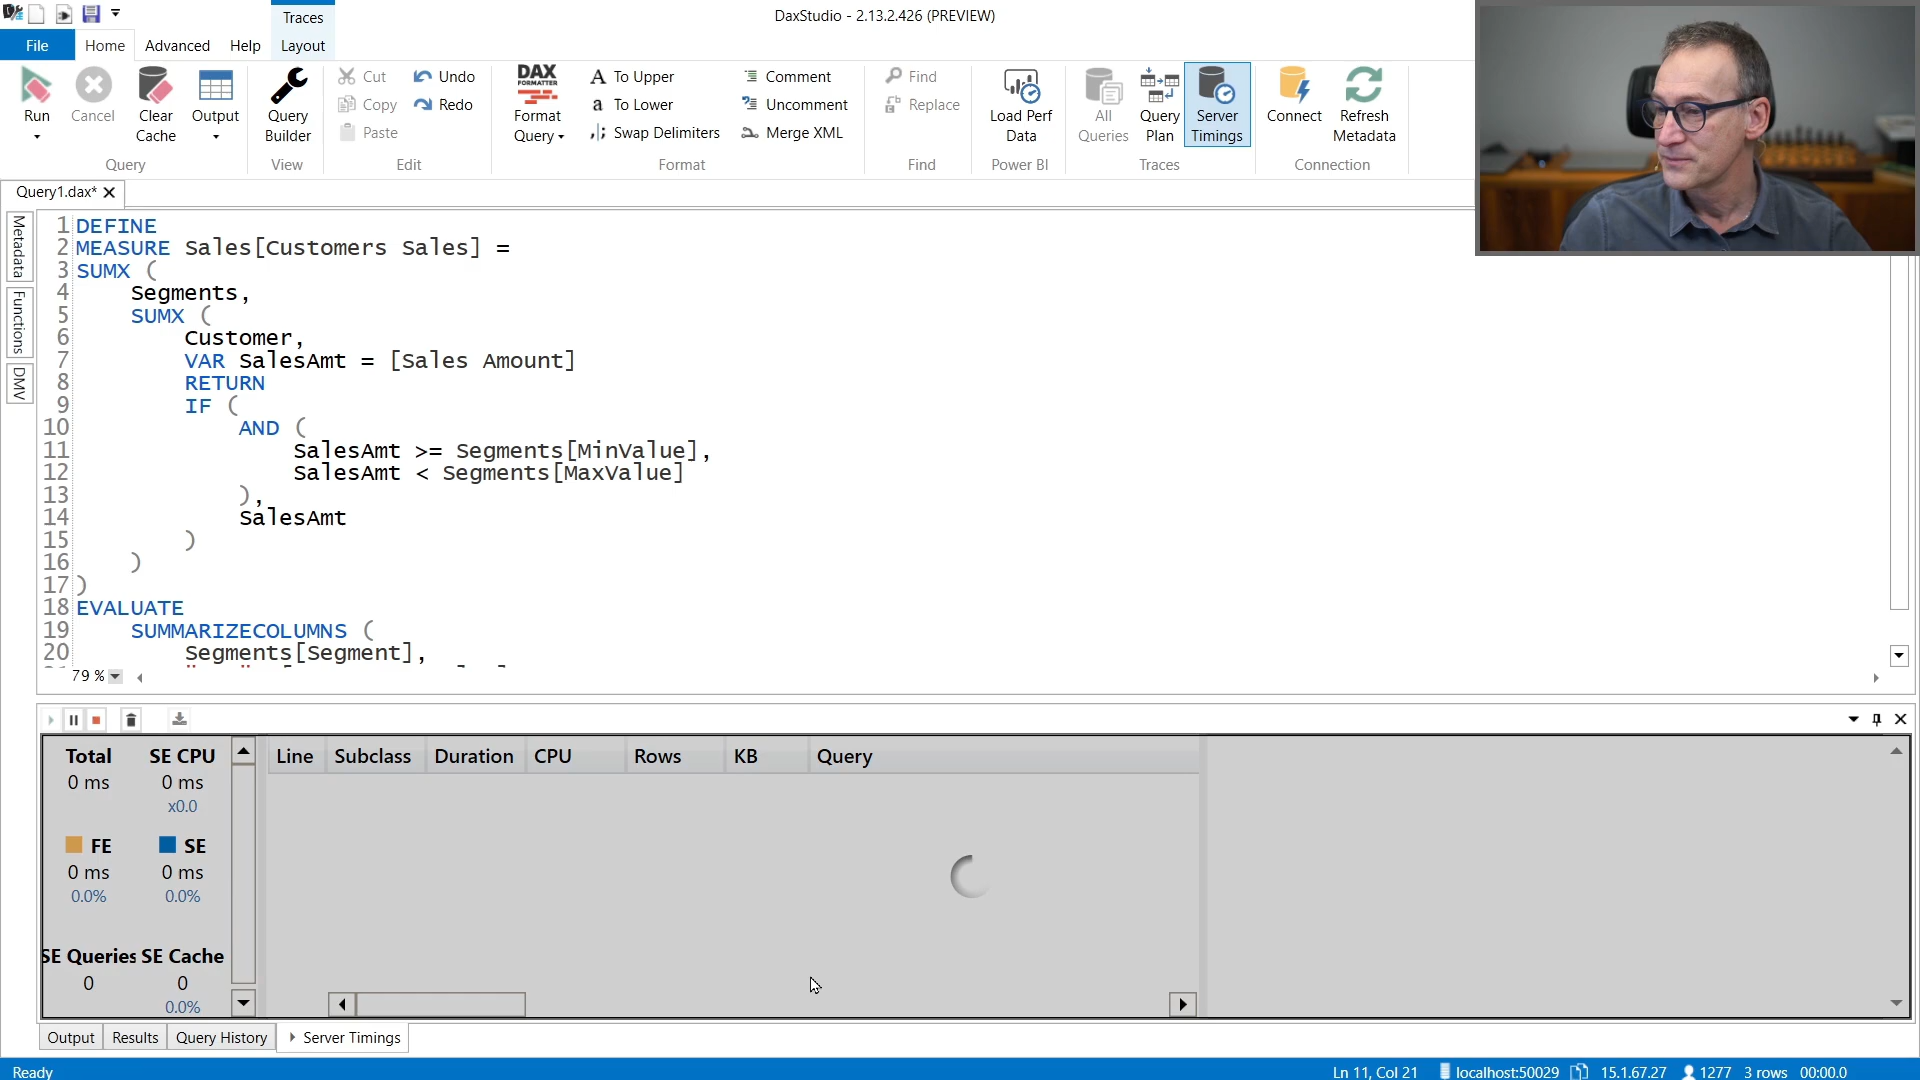 DaxStudio - 2.13.2.426 (PREVIEW)
Traces
File Home Advanced Help Layout
Run Cancel Clear Cache Output
Query
Query Builder
View
Cut Undo
Copy Redo
Paste
Edit
DAX
FORMATTER
Format Query
To Upper
To Lower
Swap Delimiters
Comment
Uncomment
Merge XML
Format
Find
Replace
Find
Load Perf Data
Power BI
All Queries Query Plan Server Timings
Traces
Connect Refresh Metadata
Connection
Query1.dax*
Metadata
Functions
DMV
1 DEFINE
2 MEASURE Sales[Customers Sales] =
3 SUMX (
4 Segments,
5 SUMX (
6 Customer,
7 VAR SalesAmt = [Sales Amount]
8 RETURN
9 IF (
10 AND (
11 SalesAmt >= Segments[MinValue],
12 SalesAmt < Segments[MaxValue]
13 ),
14 SalesAmt
15 )
16 )
17 )
18 EVALUATE
19 SUMMARIZECOLUMNS (
20 Segments[Segment],
79 %
Total SE CPU
0 ms 0 ms
x0.0
FE SE
0 ms 0 ms
0.0% 0.0%
SE Queries SE Cache
0 0
0.0%
Line Subclass Duration CPU Rows KB Query
Output Results Query History Server Timings
Ready Ln 11, Col 21 localhost:50029 15.1.67.27 1277 3 rows 00:00.0